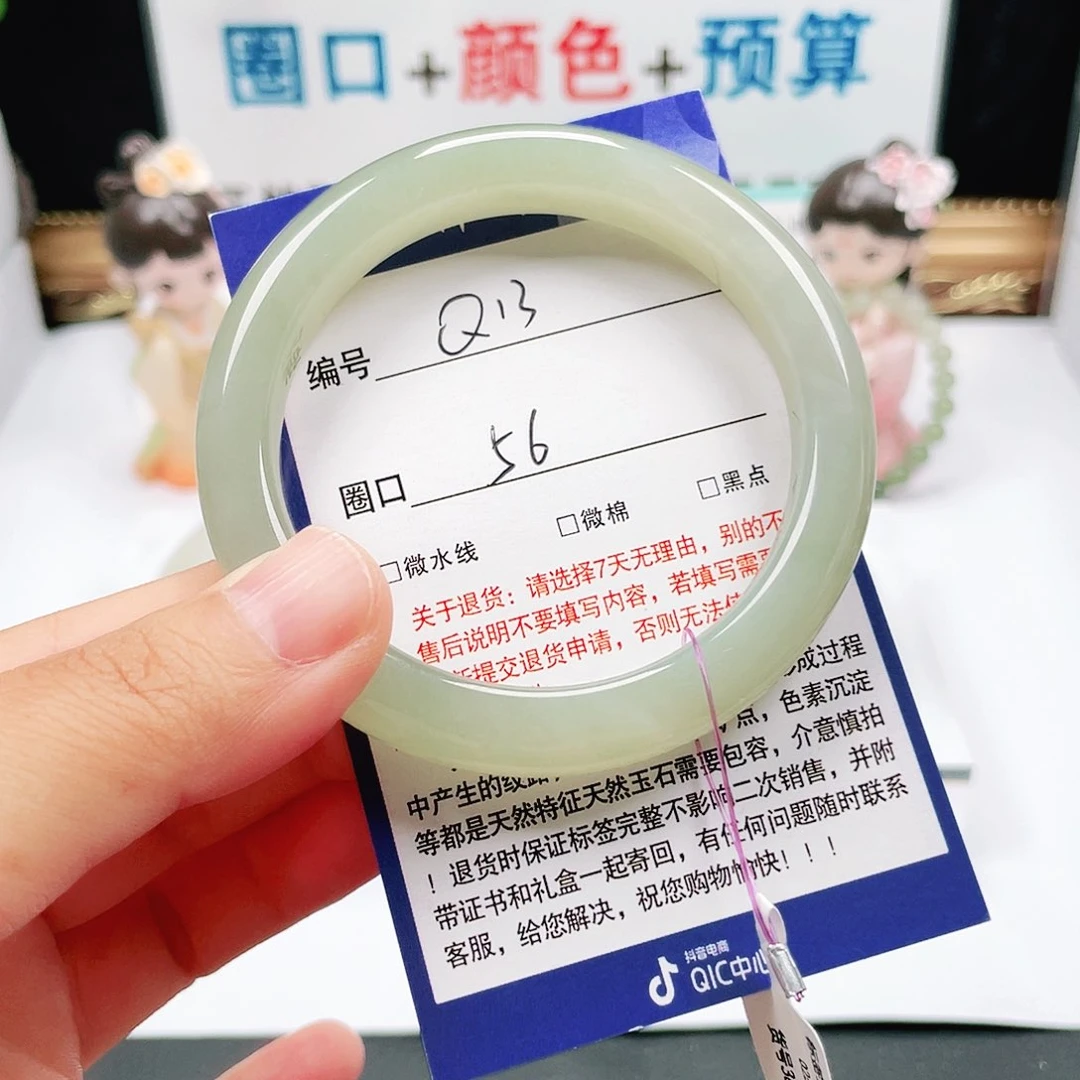 圈口+颜色+预算
编号 Q13
圈口 56
□微水线 □微棉 □黑点
关于退货：请选择7天无理由，别的不
售后说明不要填写内容，若填写需
提交退货申请，否则无法
成过程
点，色素沉淀
中产生的纹路
等都是天然特征天然玉石需要包容，介意慎拍
！退货时保证标签完整不影响二次销售，并附
带证书和礼盒一起寄回，有任何问题随时联系
客服，给您解决，祝您购物愉快！！！
抖音电商
QIC中心
货号